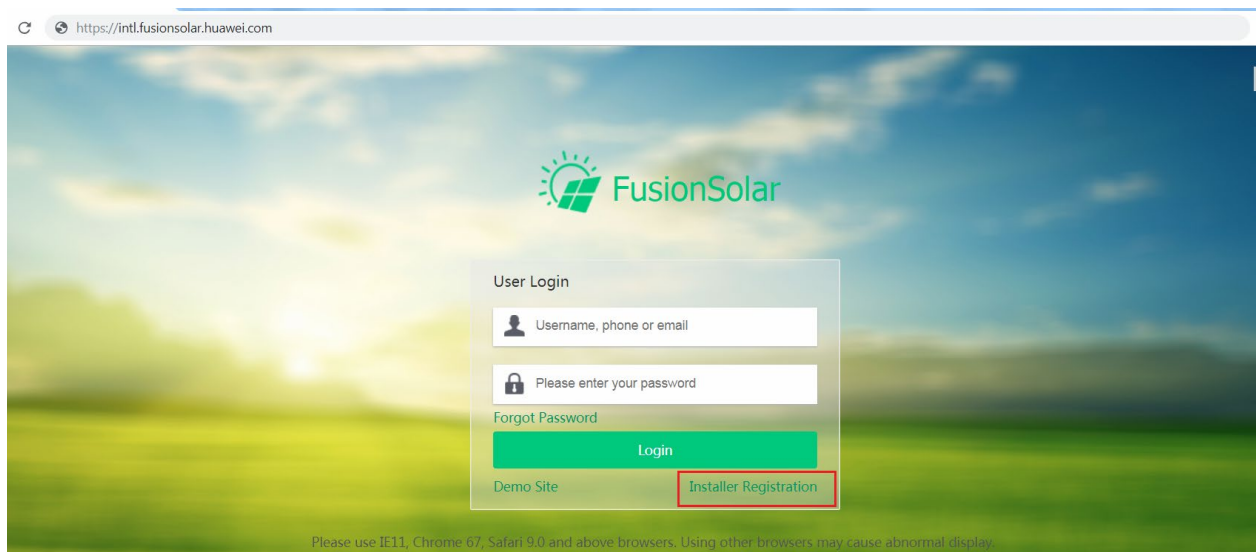 https://intl.fusionsolar.huawei.com
FusionSolar
User Login
Username, phone or email
Please enter your password
Forgot Password
Login
Demo Site Installer Registration
Please use IE11, Chrome 67, Safari 9.0 and above browsers. Using other browsers may cause abnormal display.